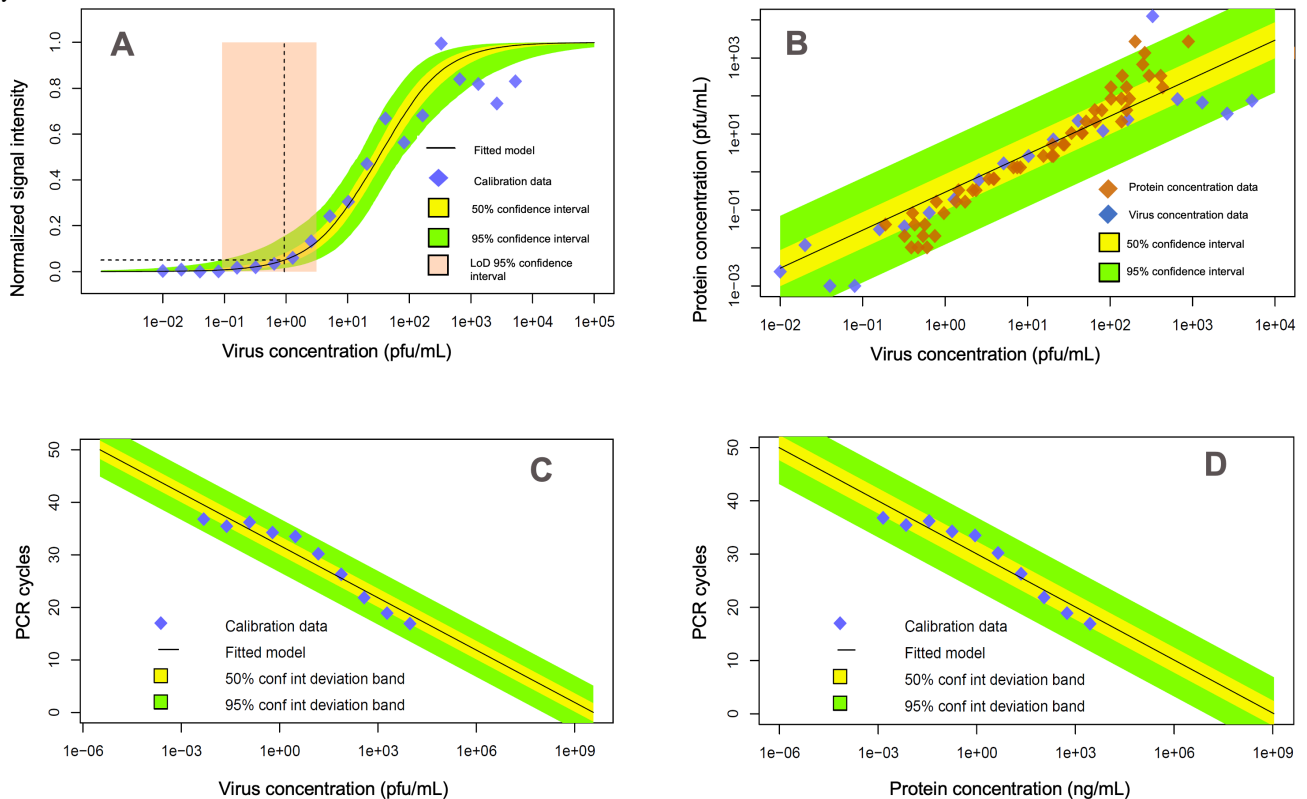 A
Normalized signal intensity
1.0
0.8
0.6
0.4
0.2
0.0
Fitted model
Calibration data
50% confidence interval
95% confidence interval
LoD 95% confidence
interval
1e−02
1e−01
1e+00
1e+01
1e+02
1e+03
1e+04
1e+05
Virus concentration (pfu/mL)
B
Protein concentration (pfu/mL)
1e+03
1e+01
1e−01
1e−03
Protein concentration data
Virus concentration data
50% confidence interval
95% confidence interval
1e−02
1e−01
1e+00
1e+01
1e+02
1e+03
1e+04
Virus concentration (pfu/mL)
C
PCR cycles
50
40
30
20
10
0
Calibration data
Fitted model
50% conf int deviation band
95% conf int deviation band
1e−06
1e−03
1e+00
1e+03
1e+06
1e+09
Virus concentration (pfu/mL)
D
PCR cycles
50
40
30
20
10
0
Calibration data
Fitted model
50% conf int deviation band
95% conf int deviation band
1e−06
1e−03
1e+00
1e+03
1e+06
1e+09
Protein concentration (ng/mL)